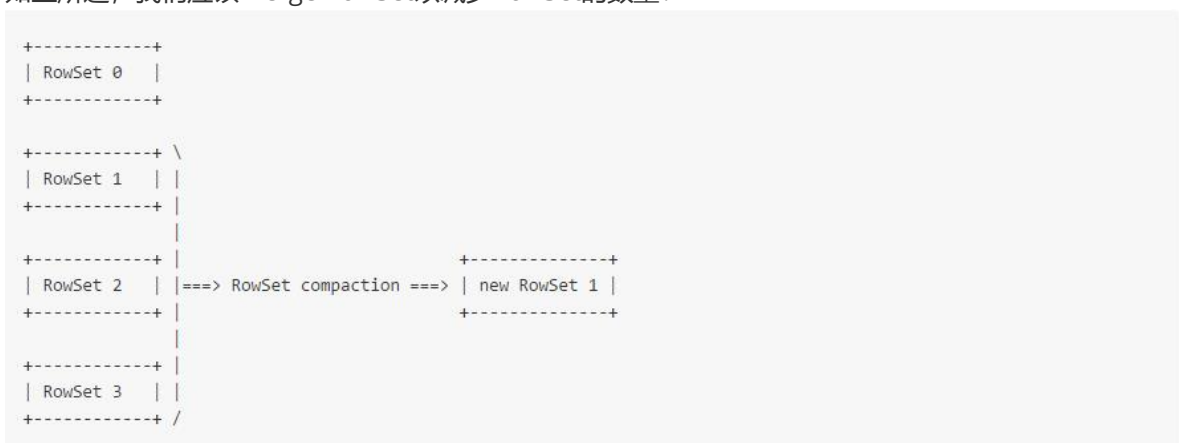 +------------+
| RowSet 0   |
+------------+

+------------+ \
| RowSet 1   | |
+------------+ |
               |
+------------+ |                       +--------------+
| RowSet 2   | |===> RowSet compaction ===> | new RowSet 1 |
+------------+ |                       +--------------+
               |
+------------+ |
| RowSet 3   | |
+------------+ /